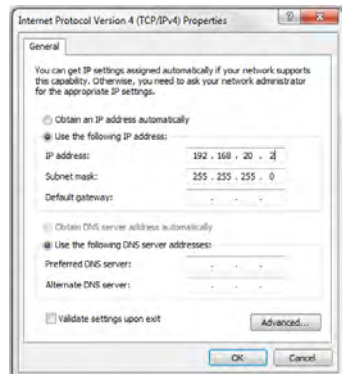 Internet Protocol Version 4 (TCP/IPv4) Properties
General
You can get IP settings assigned automatically if your network supports
this capability. Otherwise, you need to ask your network administrator
for the appropriate IP settings.
Obtain an IP address automatically
Use the following IP address:
IP address: 192 . 168 . 20 . 2
Subnet mask: 255 . 255 . 255 . 0
Default gateway: . . .
Obtain DNS server address automatically
Use the following DNS server addresses:
Preferred DNS server: . . .
Alternate DNS server: . . .
Validate settings upon exit
Advanced...
OK Cancel